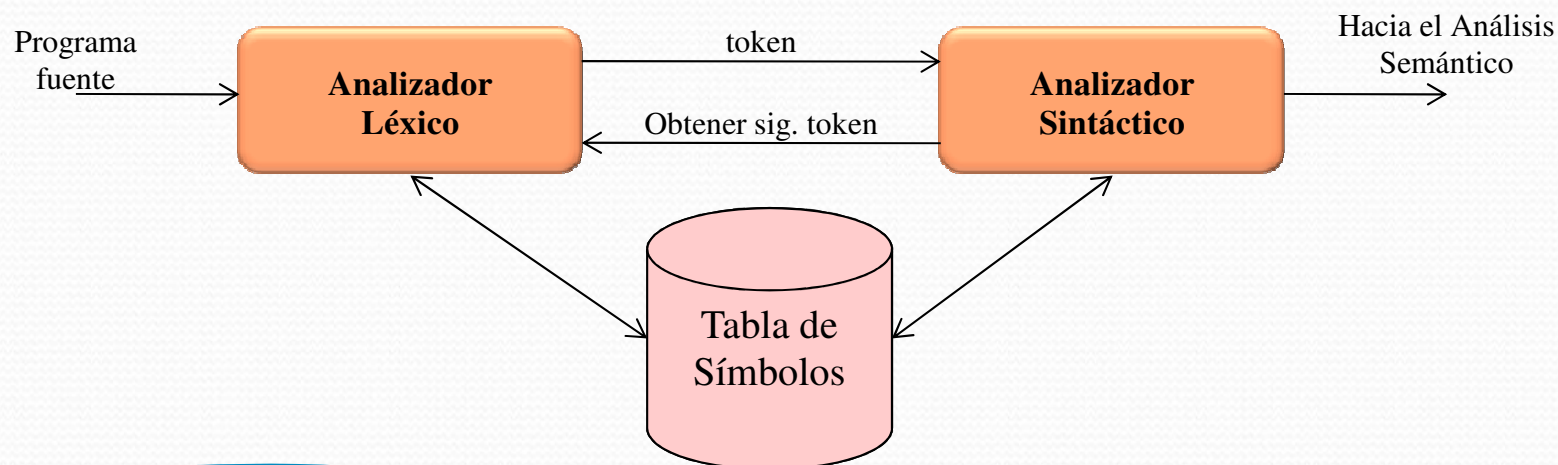 Programa
fuente
Analizador
Léxico
token
Obtener sig. token
Analizador
Sintáctico
Hacia el Análisis
Semántico
Tabla de
Símbolos